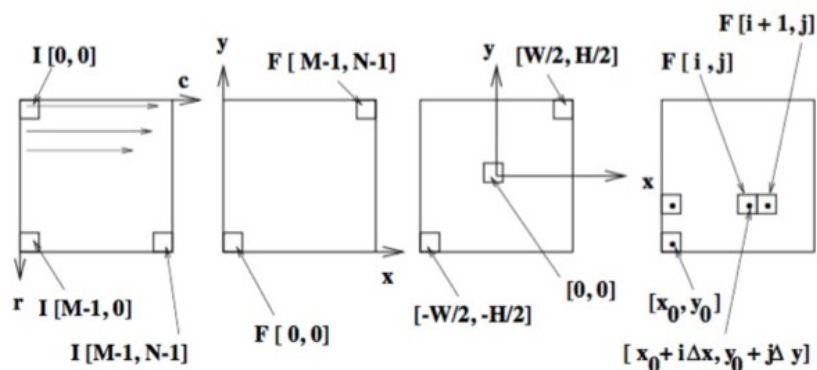 I [0, 0]
c
r
I [M-1, 0]
I [M-1, N-1]
y
F [ M-1, N-1]
x
F [ 0, 0]
y
[W/2, H/2]
x
[0, 0]
[-W/2, -H/2]
F [i + 1, j]
F [ i ,j]
[x0, y0]
[ x0+ i Δx, y0 + jΔ y]